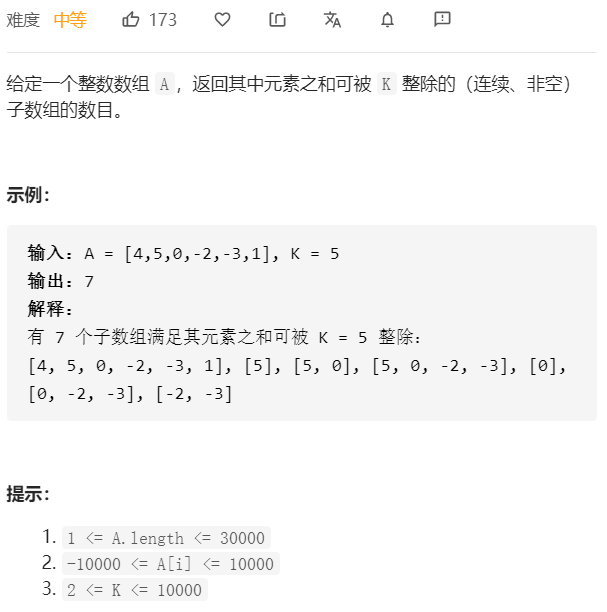 难度 中等 173
给定一个整数数组 A，返回其中元素之和可被 K 整除的（连续、非空）
子数组的数目。
示例：
输入：A = [4,5,0,-2,-3,1], K = 5
输出：7
解释：
有 7 个子数组满足其元素之和可被 K = 5 整除：
[4, 5, 0, -2, -3, 1], [5], [5, 0], [5, 0, -2, -3], [0],
[0, -2, -3], [-2, -3]
提示：
1. 1 <= A.length <= 30000
2. -10000 <= A[i] <= 10000
3. 2 <= K <= 10000